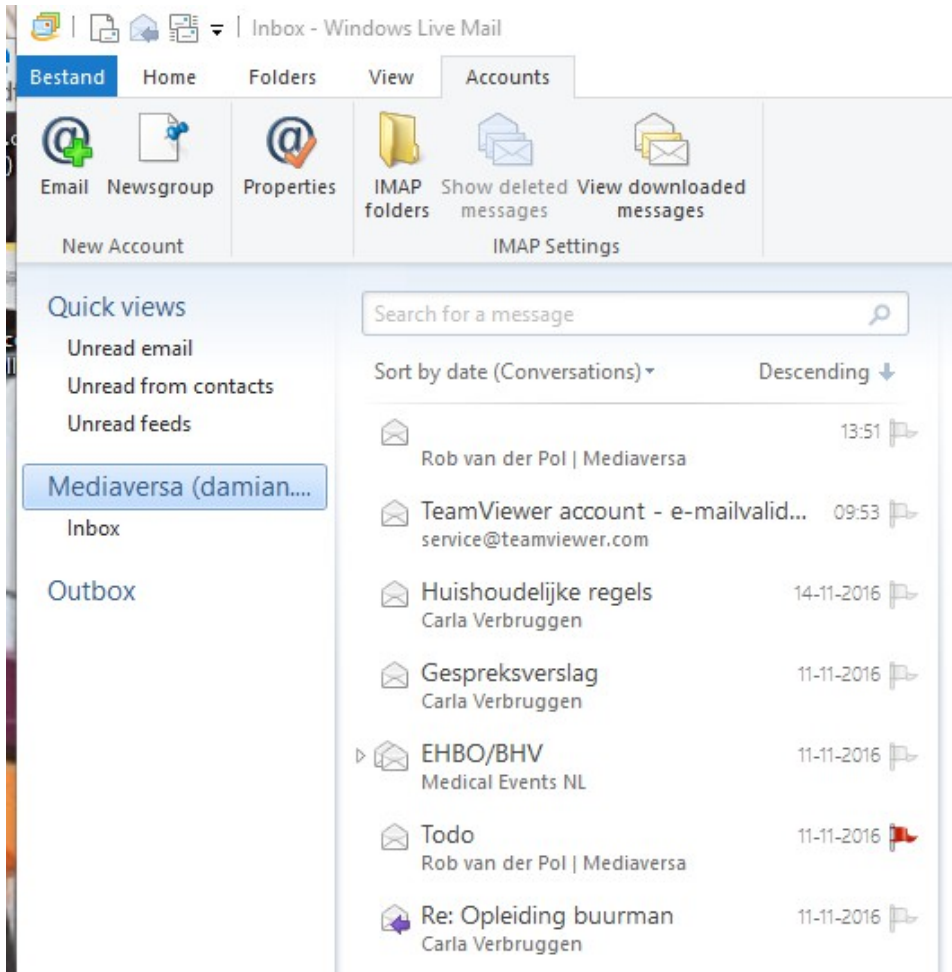 Inbox - Windows Live Mail
Bestand Home Folders View Accounts
Email Newsgroup Properties IMAP folders Show deleted messages View downloaded messages
New Account IMAP Settings
Quick views
Unread email
Unread from contacts
Unread feeds
Mediaversa (damian....
Inbox
Outbox
Search for a message
Sort by date (Conversations) Descending
13:51
Rob van der Pol | Mediaversa
TeamViewer account - e-mailvalid... 09:53
service@teamviewer.com
Huishoudelijke regels 14-11-2016
Carla Verbruggen
Gespreksverslag 11-11-2016
Carla Verbruggen
EHBO/BHV 11-11-2016
Medical Events NL
Todo 11-11-2016
Rob van der Pol | Mediaversa
Re: Opleiding buurman 11-11-2016
Carla Verbruggen